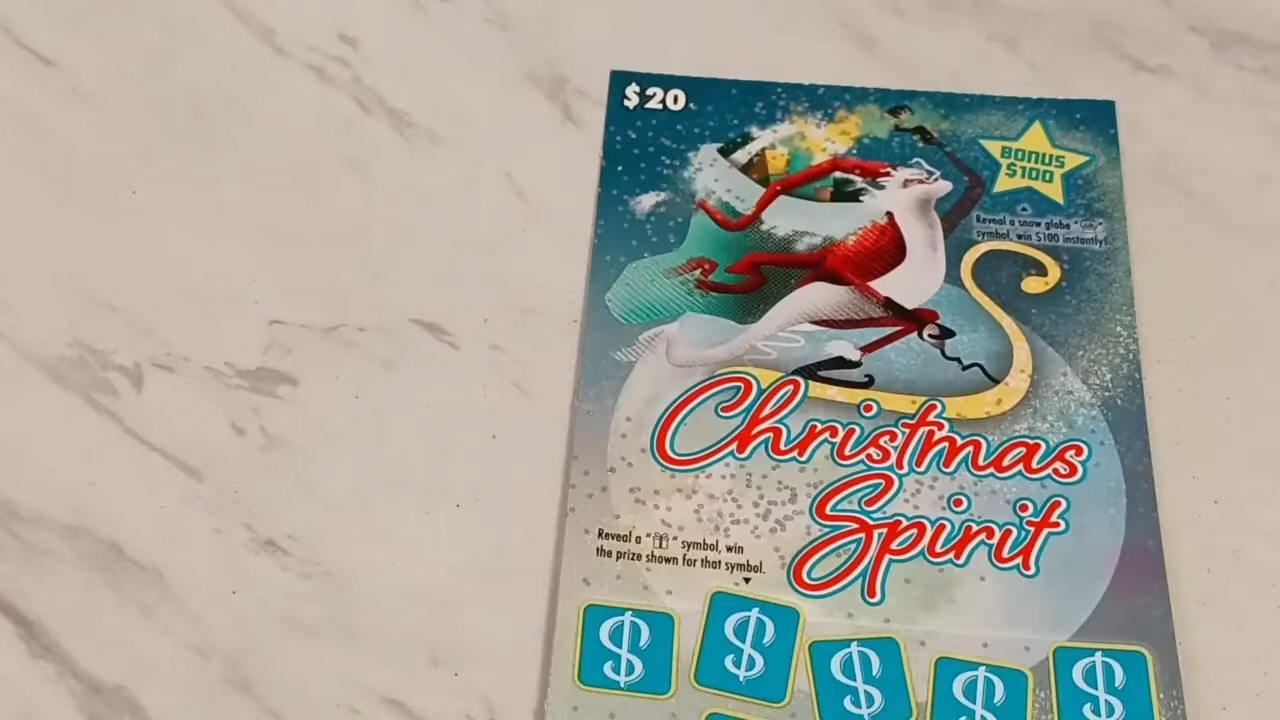 $20
BONUS
$100
Reveal a snow globe " "
symbol, win $100 instantly!
Christmas
Spirit
Reveal a " " symbol, win
the prize shown for that symbol.
$ $ $ $ $